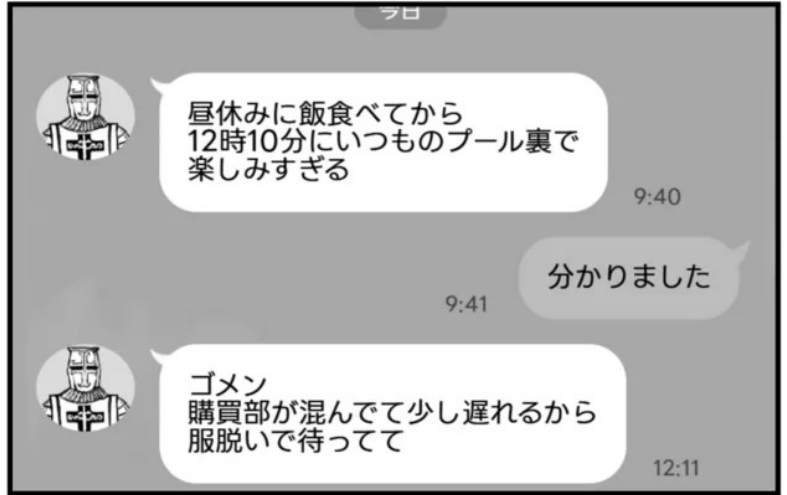 今日
昼休みに飯食べてから
12時10分にいつものプール裏で
楽しみすぎる
9:40
分かりました
9:41
ゴメン
購買部が混んでて少し遅れるから
服脱いで待ってて
12:11